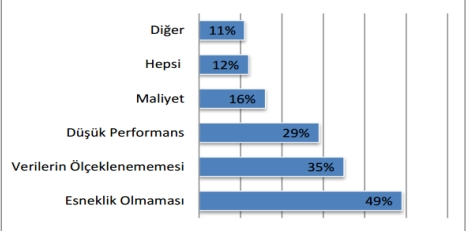 Diğer 11%
Hepsi 12%
Maliyet 16%
Düşük Performans 29%
Verilerin Ölçeklenememesi 35%
Esneklik Olmaması 49%